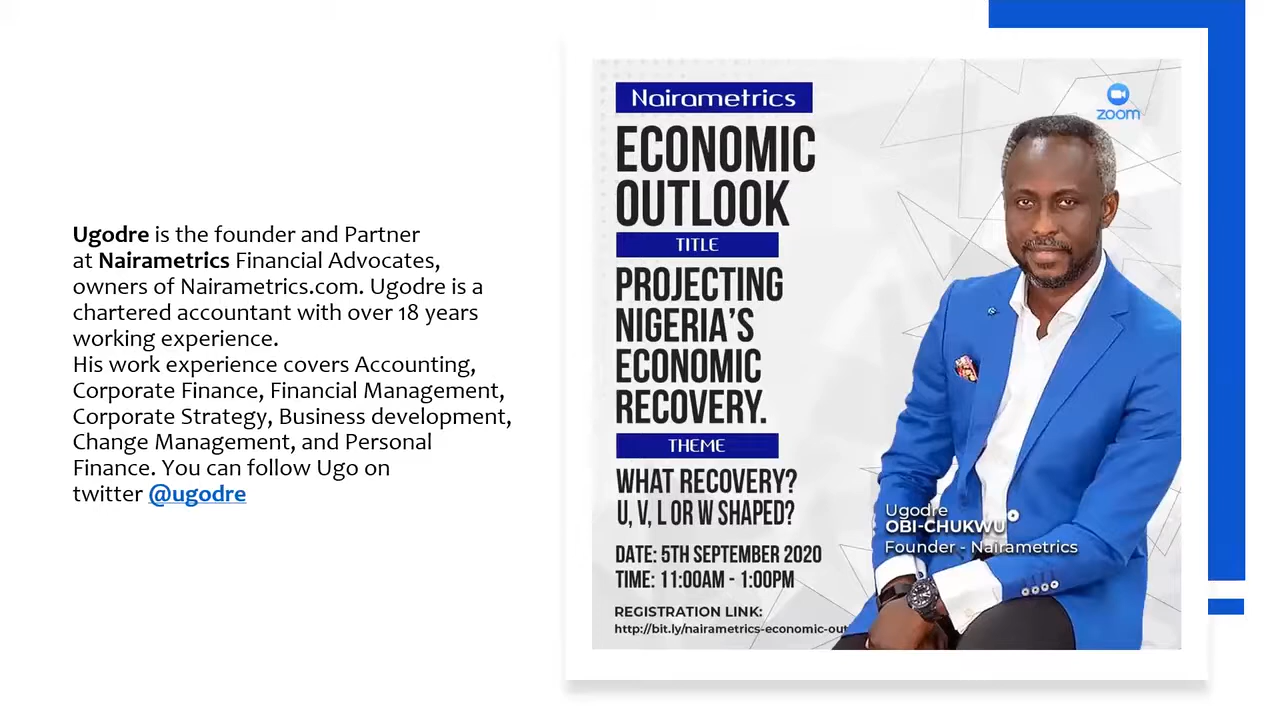 Ugodre is the founder and Partner
at Nairametrics Financial Advocates,
owners of Nairametrics.com. Ugodre is a
chartered accountant with over 18 years
working experience.
His work experience covers Accounting,
Corporate Finance, Financial Management,
Corporate Strategy, Business development,
Change Management, and Personal
Finance. You can follow Ugo on
twitter @ugodre
Nairametrics
zoom
ECONOMIC
OUTLOOK
TITLE
PROJECTING
NIGERIA'S
ECONOMIC
RECOVERY.
THEME
WHAT RECOVERY?
U, V, L OR W SHAPED?
DATE: 5TH SEPTEMBER 2020
TIME: 11:00AM - 1:00PM
REGISTRATION LINK:
http://bit.ly/nairametrics-economic-out
Ugodre
OBI-CHUKWU
Founder - Nairametrics